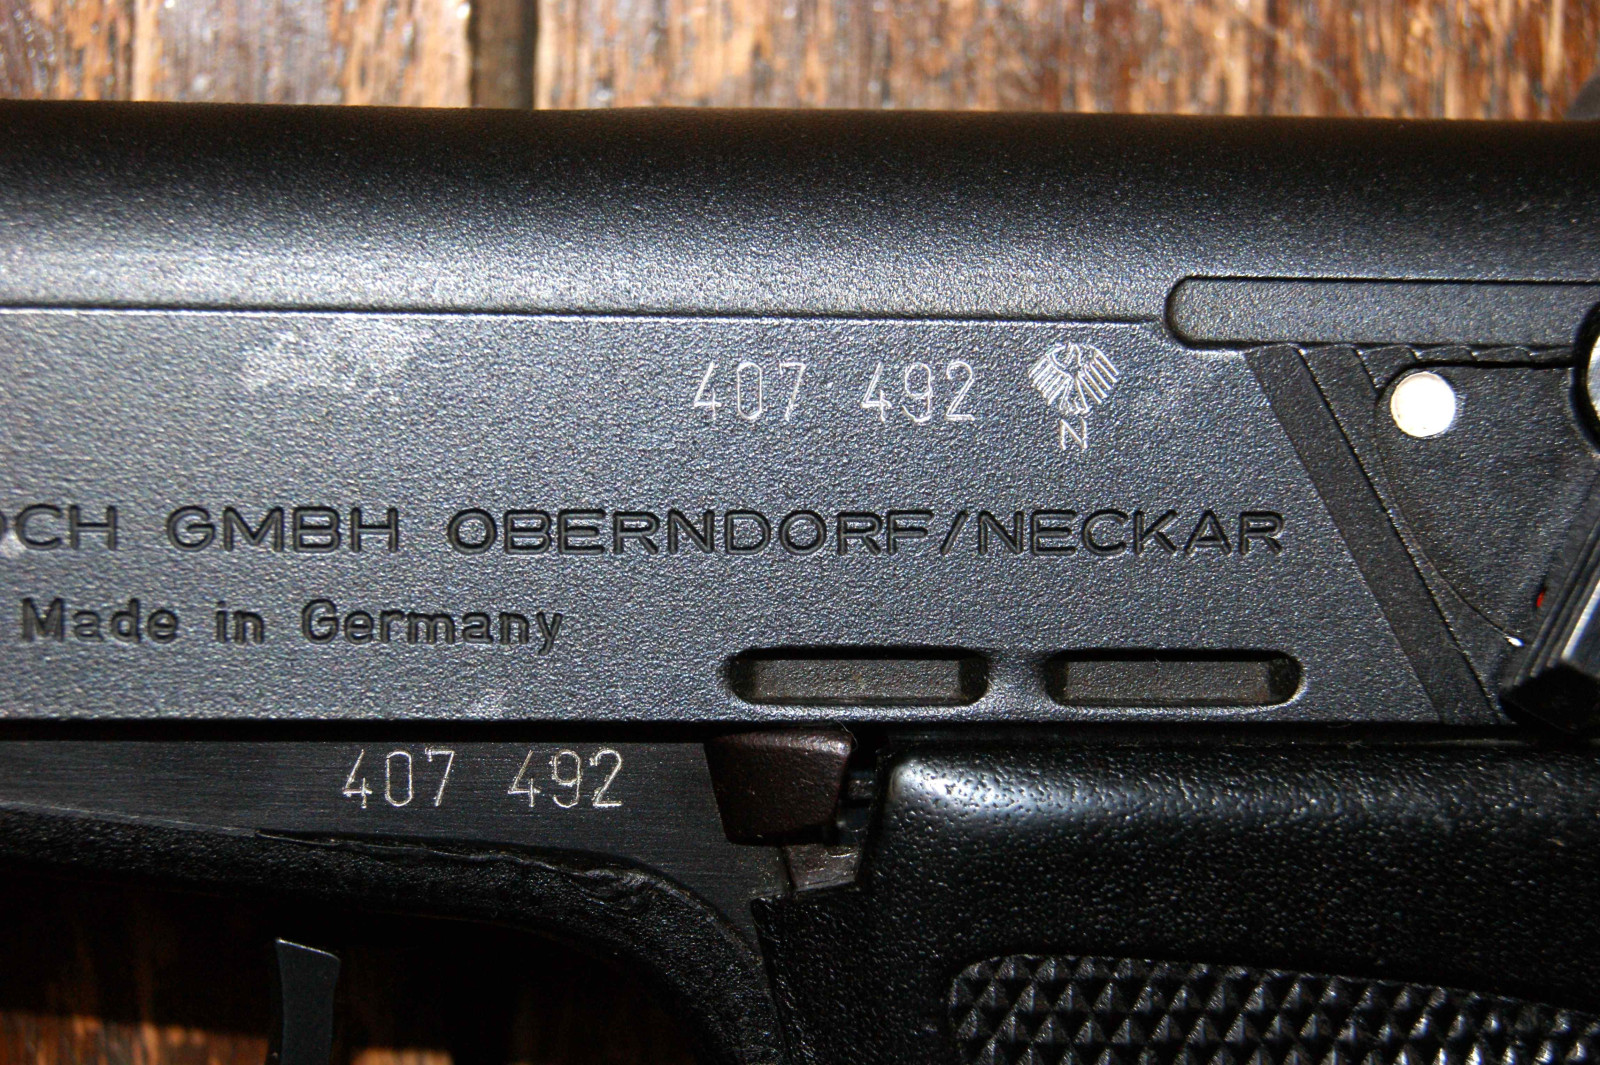 407 492
N
OCH GMBH OBERNDORF/NECKAR
Made in Germany
407 492